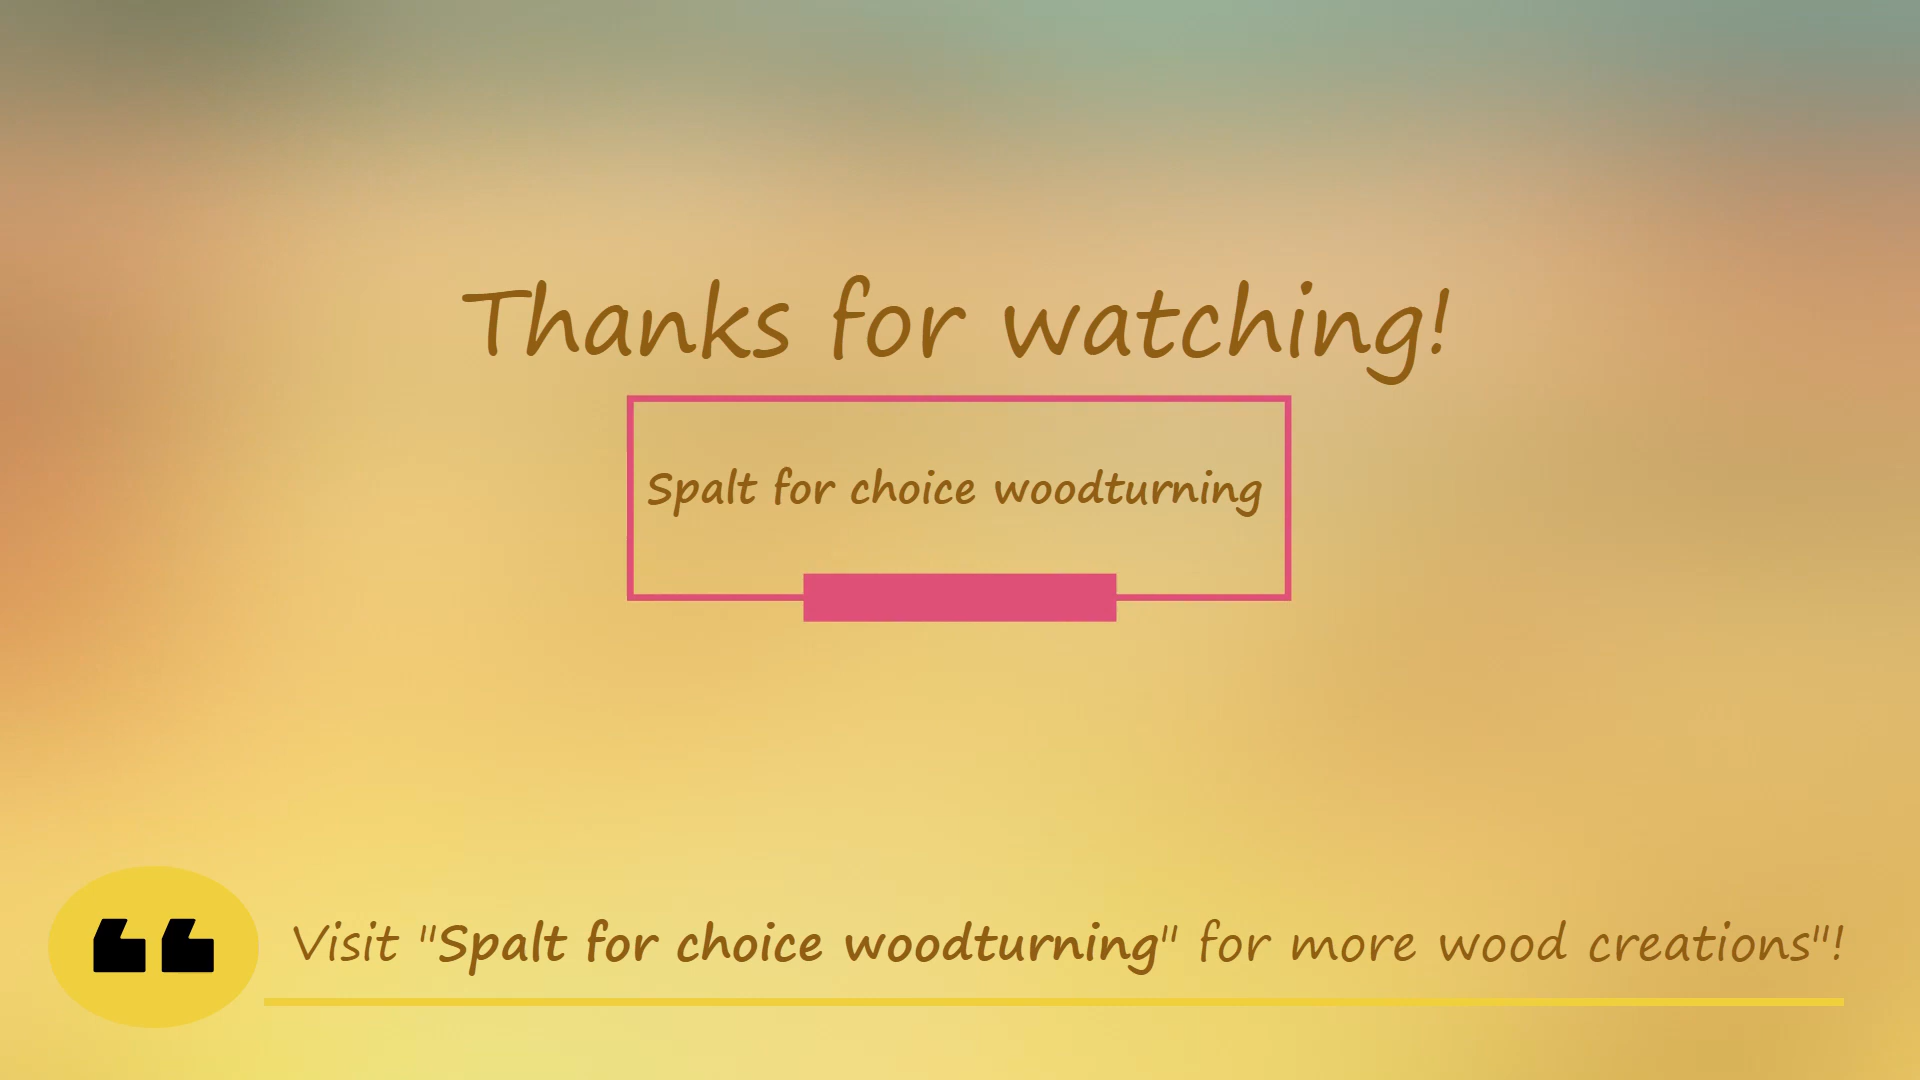 Thanks for watching!
Spalt for choice woodturning
Visit "Spalt for choice woodturning" for more wood creations"!